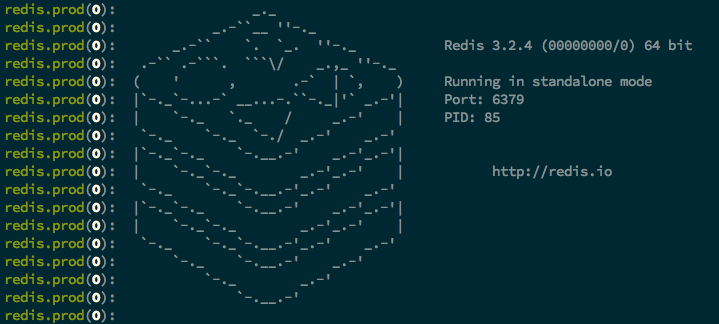 redis.prod(0):                 _._
redis.prod(0):            _.-``__ ''-._
redis.prod(0):       _.-``    `.  `_.  ''-._           Redis 3.2.4 (00000000/0) 64 bit
redis.prod(0):   .-`` .-```.  ```\/    _.,_ ''-._
redis.prod(0):  (    '      ,       .-`  | `,    )     Running in standalone mode
redis.prod(0):  |`-._`-...-` __...-.``-._|'` _.-'|     Port: 6379
redis.prod(0):  |    `-._   `._    /     _.-'    |     PID: 85
redis.prod(0):   `-._    `-._  `-./  _.-'    _.-'
redis.prod(0):  |`-._`-._    `-.__.-'    _.-'_.-'|
redis.prod(0):  |    `-._`-._        _.-'_.-'    |           http://redis.io
redis.prod(0):   `-._    `-._`-.__.-'_.-'    _.-'
redis.prod(0):  |`-._`-._    `-.__.-'    _.-'_.-'|
redis.prod(0):  |    `-._`-._        _.-'_.-'    |
redis.prod(0):   `-._    `-._`-.__.-'_.-'    _.-'
redis.prod(0):       `-._    `-.__.-'    _.-'
redis.prod(0):           `-._        _.-'
redis.prod(0):               `-.__.-'
redis.prod(0):